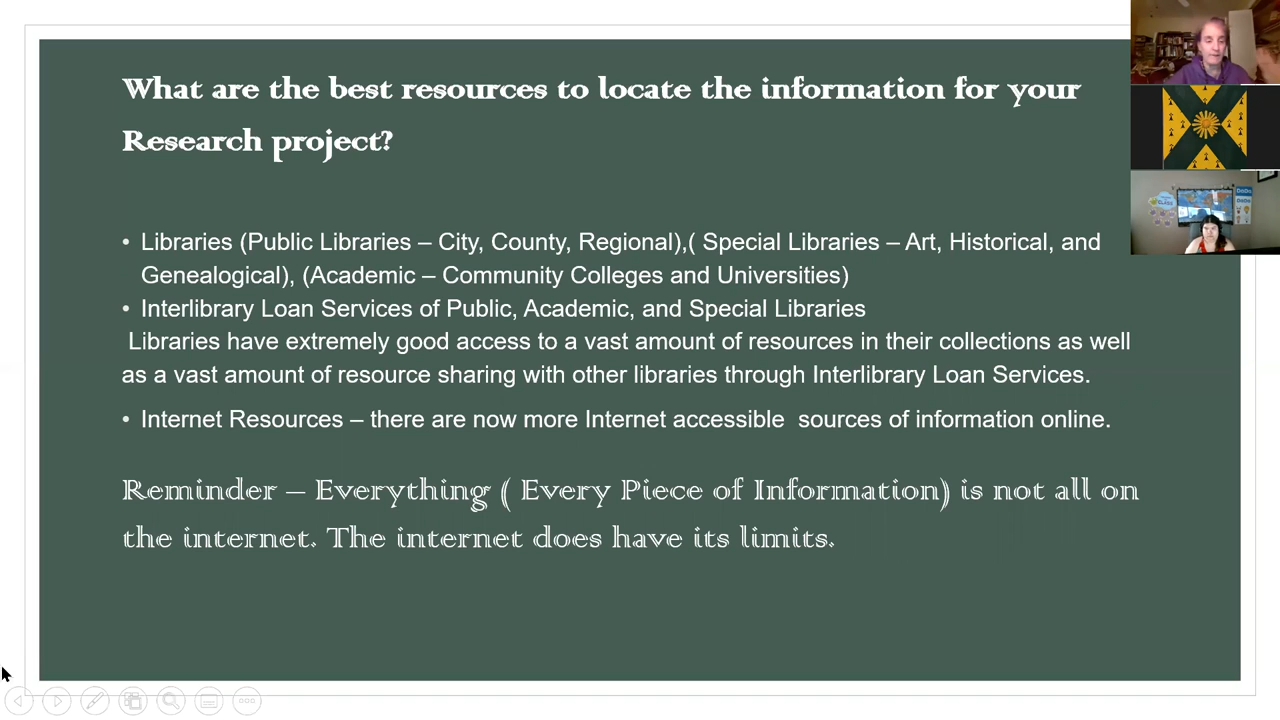 What are the best resources to locate the information for your
Research project?
• Libraries (Public Libraries – City, County, Regional),( Special Libraries – Art, Historical, and
Genealogical), (Academic – Community Colleges and Universities)
• Interlibrary Loan Services of Public, Academic, and Special Libraries
Libraries have extremely good access to a vast amount of resources in their collections as well
as a vast amount of resource sharing with other libraries through Interlibrary Loan Services.
• Internet Resources – there are now more Internet accessible  sources of information online.
Reminder – Everything ( Every Piece of Information) is not all on
the internet. The internet does have its limits.